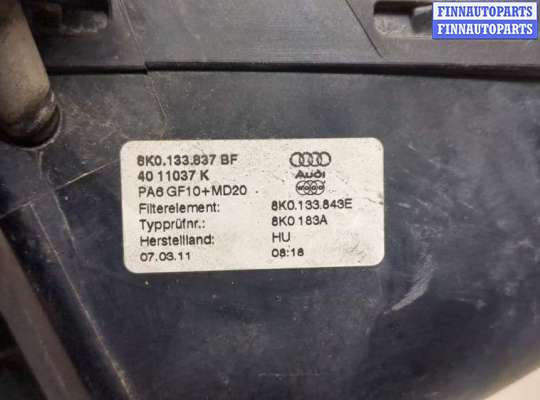 FINNAUTOPARTS
FINNAUTOPARTS
8K0.133.837 BF
40 11037 K
Audi
PA6 GF10+MD20
Filterelement: 8K0.133.843E
Typprüfnr.: 8K0 183A
Herstellland: HU
07.03.11 08:18